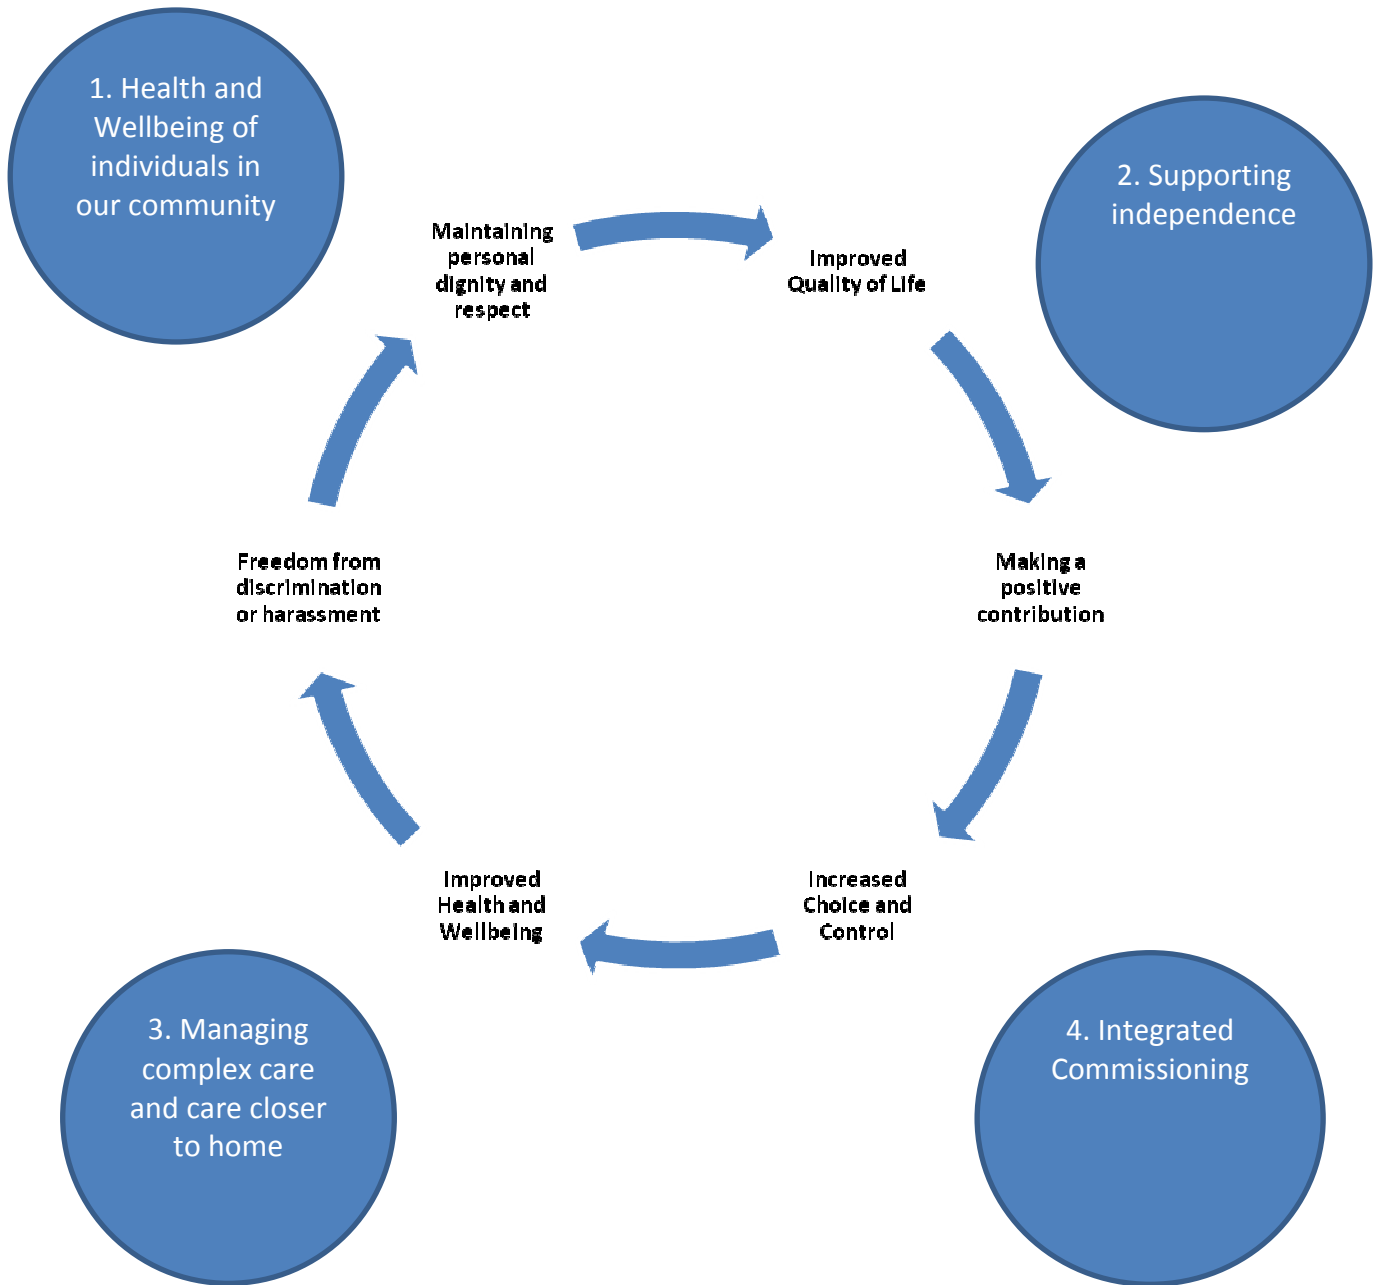 1. Health and
Wellbeing of
individuals in
our community
2. Supporting
independence
Maintaining
personal
dignity and
respect
Improved
Quality of Life
Freedom from
discrimination
or harassment
Making a
positive
contribution
Improved
Health and
Wellbeing
Increased
Choice and
Control
3. Managing
complex care
and care closer
to home
4. Integrated
Commissioning